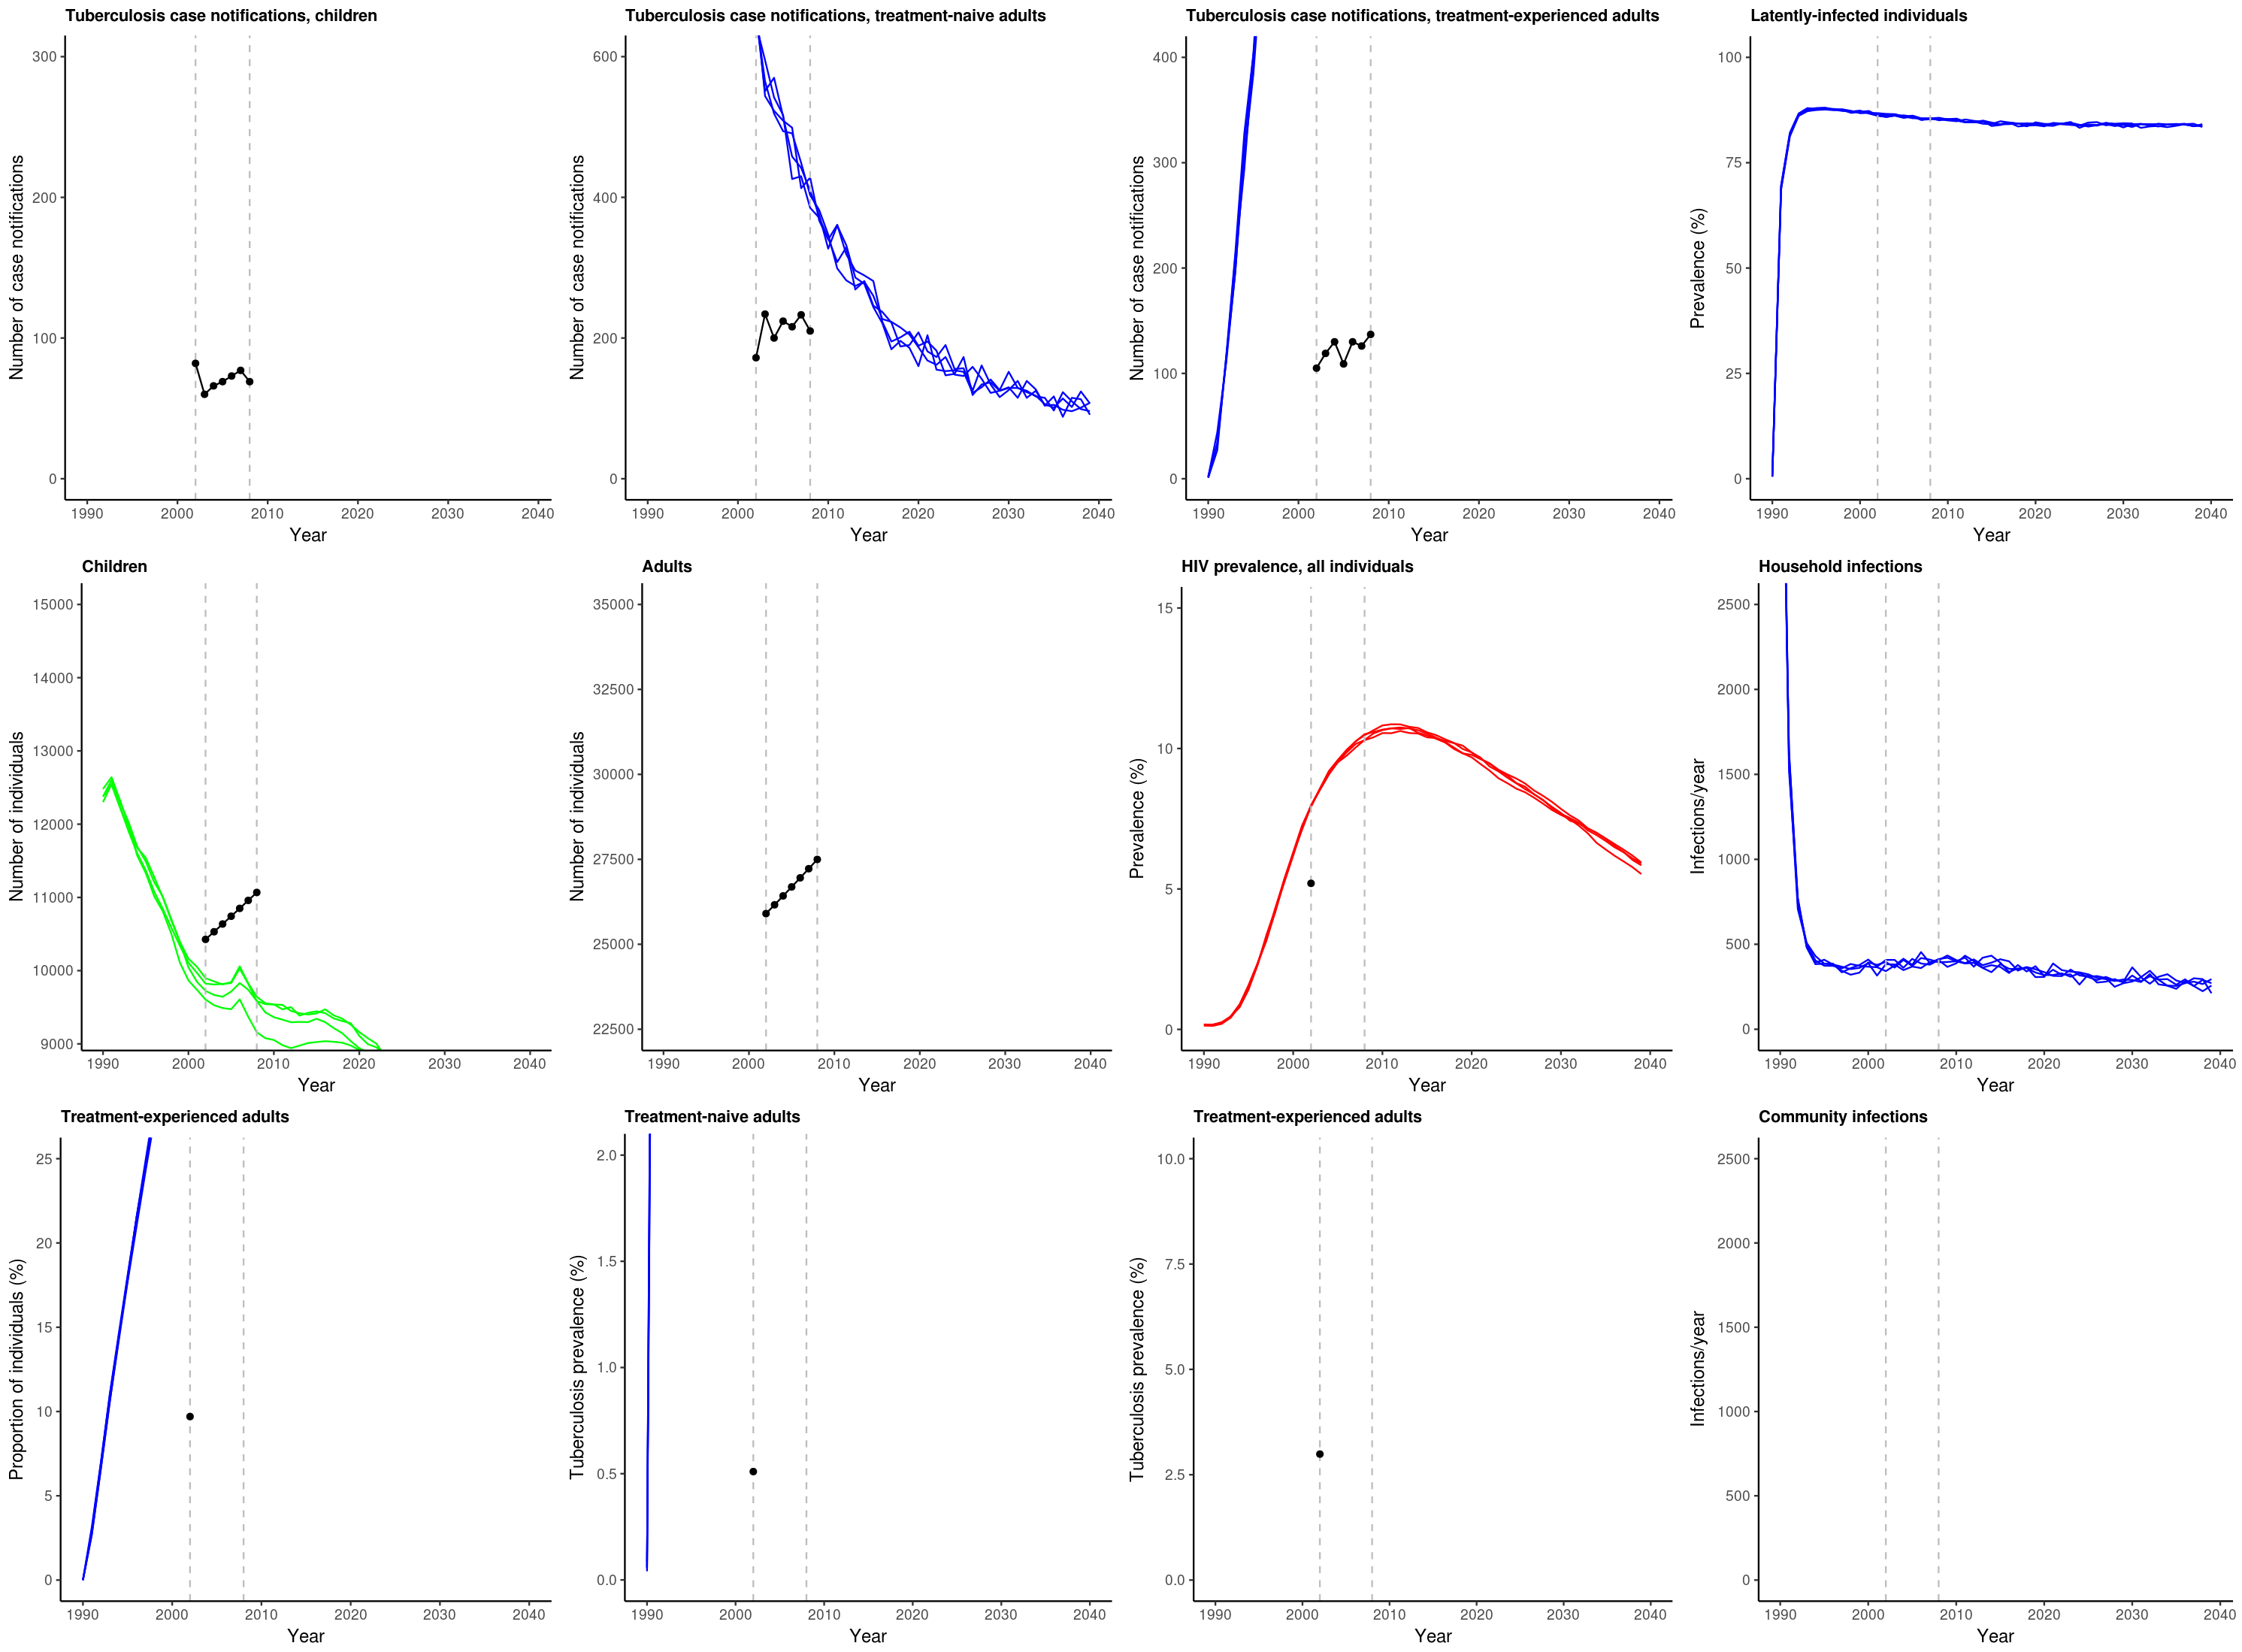 Tuberculosis case notifications, children
Number of case notifications
300
200
100
0
1990 2000 2010 2020 2030 2040
Year
Tuberculosis case notifications, treatment-naive adults
Number of case notifications
600
400
200
0
1990 2000 2010 2020 2030 2040
Year
Tuberculosis case notifications, treatment-experienced adults
Number of case notifications
400
300
200
100
0
1990 2000 2010 2020 2030 2040
Year
Latently-infected individuals
Prevalence (%)
100
75
50
25
0
1990 2000 2010 2020 2030 2040
Year
Children
Number of individuals
15000
14000
13000
12000
11000
10000
9000
1990 2000 2010 2020 2030 2040
Year
Adults
Number of individuals
35000
32500
30000
27500
25000
22500
1990 2000 2010 2020 2030 2040
Year
HIV prevalence, all individuals
Prevalence (%)
15
10
5
0
1990 2000 2010 2020 2030 2040
Year
Household infections
Infections/year
2500
2000
1500
1000
500
0
1990 2000 2010 2020 2030 2040
Year
Treatment-experienced adults
Proportion of individuals (%)
25
20
15
10
5
0
1990 2000 2010 2020 2030 2040
Year
Treatment-naive adults
Tuberculosis prevalence (%)
2.0
1.5
1.0
0.5
0.0
1990 2000 2010 2020 2030 2040
Year
Treatment-experienced adults
Tuberculosis prevalence (%)
10.0
7.5
5.0
2.5
0.0
1990 2000 2010 2020 2030 2040
Year
Community infections
Infections/year
2500
2000
1500
1000
500
0
1990 2000 2010 2020 2030 2040
Year